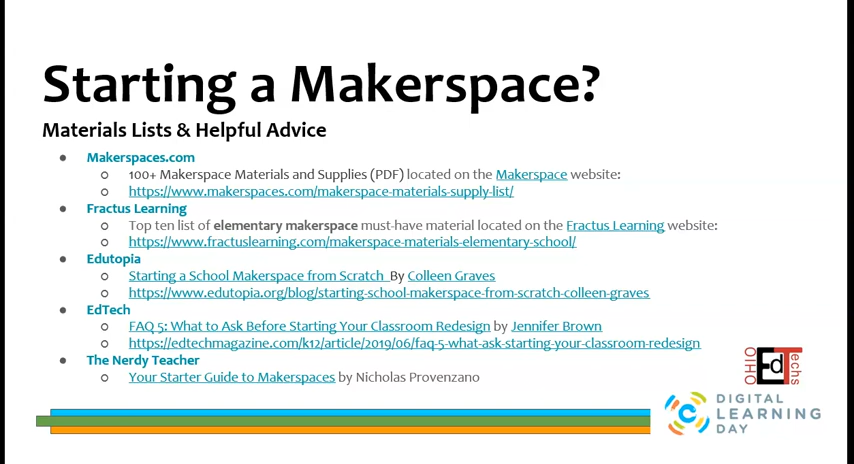 Starting a Makerspace?
Materials Lists & Helpful Advice
● Makerspaces.com
○ 100+ Makerspace Materials and Supplies (PDF) located on the Makerspace website:
○ https://www.makerspaces.com/makerspace-materials-supply-list/
● Fractus Learning
○ Top ten list of elementary makerspace must-have material located on the Fractus Learning website:
○ https://www.fractuslearning.com/makerspace-materials-elementary-school/
● Edutopia
○ Starting a School Makerspace from Scratch By Colleen Graves
○ https://www.edutopia.org/blog/starting-school-makerspace-from-scratch-colleen-graves
● EdTech
○ FAQ 5: What to Ask Before Starting Your Classroom Redesign by Jennifer Brown
○ https://edtechmagazine.com/k12/article/2019/06/faq-5-what-ask-starting-your-classroom-redesign
● The Nerdy Teacher
○ Your Starter Guide to Makerspaces by Nicholas Provenzano
OHIO EdTechs
DIGITAL
LEARNING
DAY